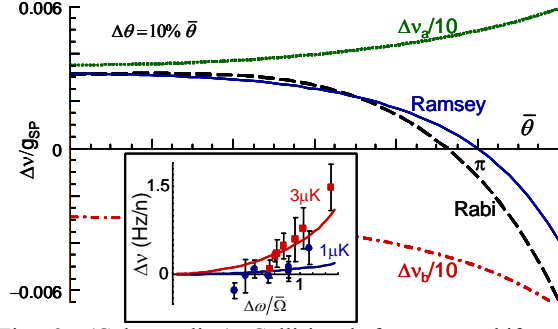 0.006
Δθ=10% θ̄
Δνₐ/10
Ramsey
θ̄
Δν/g_SP
0
π
Rabi
1.5
3μK
Δν (Hz/n)
1μK
0
1
Δω/Ω̄
Δν_b/10
−0.006